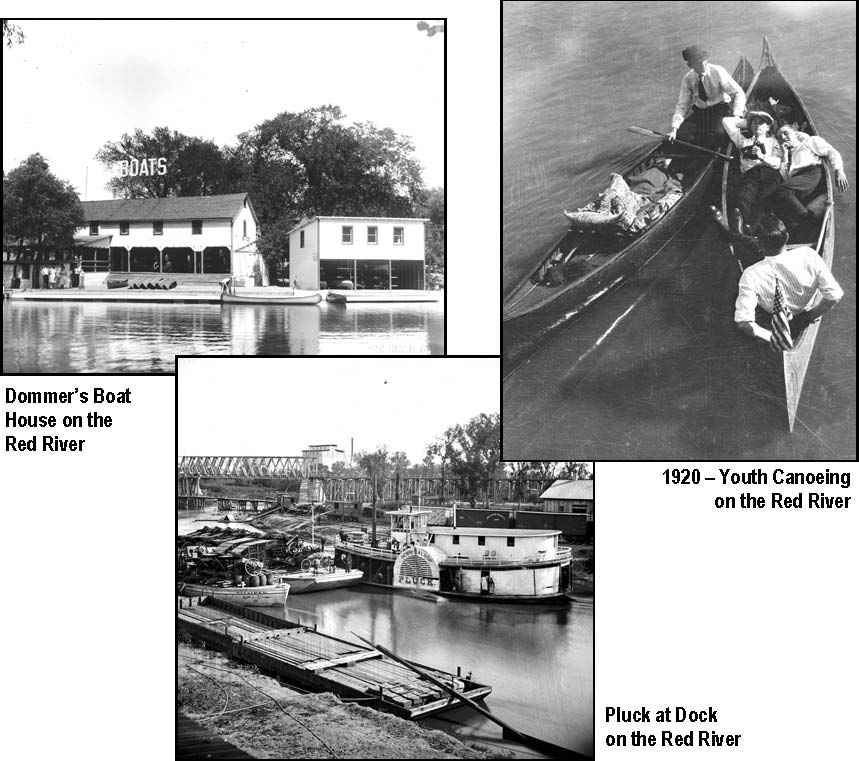 BOATS
Dommer's Boat
House on the
Red River
1920 – Youth Canoeing
on the Red River
PLUCK
Pluck at Dock
on the Red River